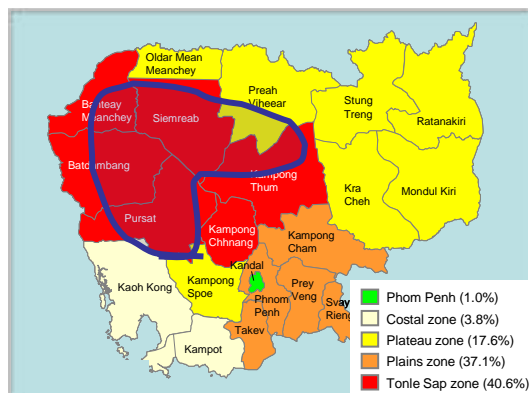 Oldar Mean
Meanchey
Preah
Viheear
Stung
Treng
Ratanakiri
Banteay
Meanchey
Siemreab
Batdambang
Kampong
Thum
Kra
Cheh
Mondul Kiri
Pursat
Kampong
Chhnang
Kampong
Cham
Kaoh Kong
Kampong
Spoe
Kandal
Phnom
Penh
Prey
Veng
Svay
Rieng
Takev
Kampot
Phom Penh (1.0%)
Costal zone (3.8%)
Plateau zone (17.6%)
Plains zone (37.1%)
Tonle Sap zone (40.6%)